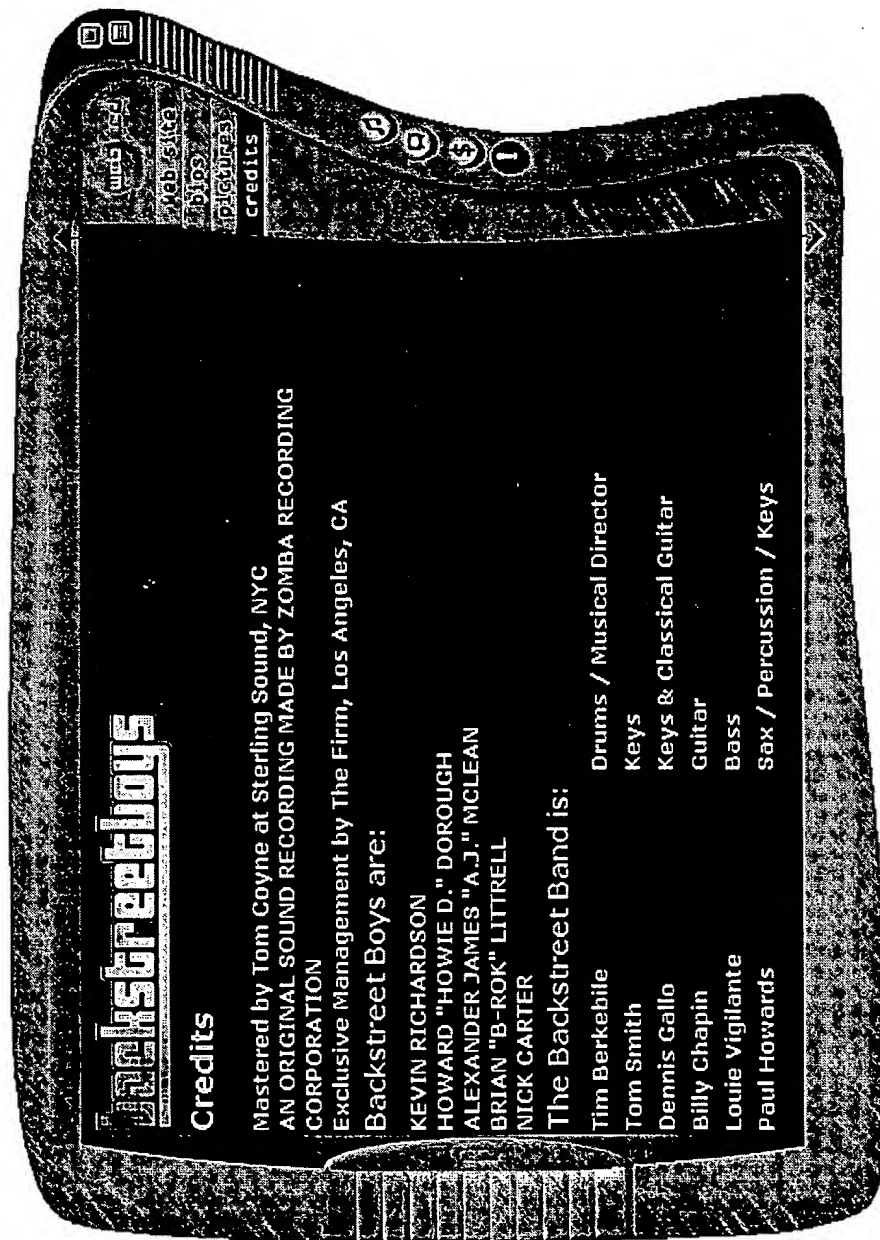 backstreetboys
Credits
Mastered by Tom Coyne at Sterling Sound, NYC
AN ORIGINAL SOUND RECORDING MADE BY ZOMBA RECORDING
CORPORATION
Exclusive Management by The Firm, Los Angeles, CA
Backstreet Boys are:
KEVIN RICHARDSON
HOWARD "HOWIE D." DOROUGH
ALEXANDER JAMES "A.J." MCLEAN
BRIAN "B-ROK" LITTRELL
NICK CARTER
The Backstreet Band is:
Tim Berkebile Drums / Musical Director
Tom Smith Keys
Dennis Gallo Keys & Classical Guitar
Billy Chapin Guitar
Louie Vigilante Bass
Paul Howards Sax / Percussion / Keys
web site
bios
pictures
credits
$